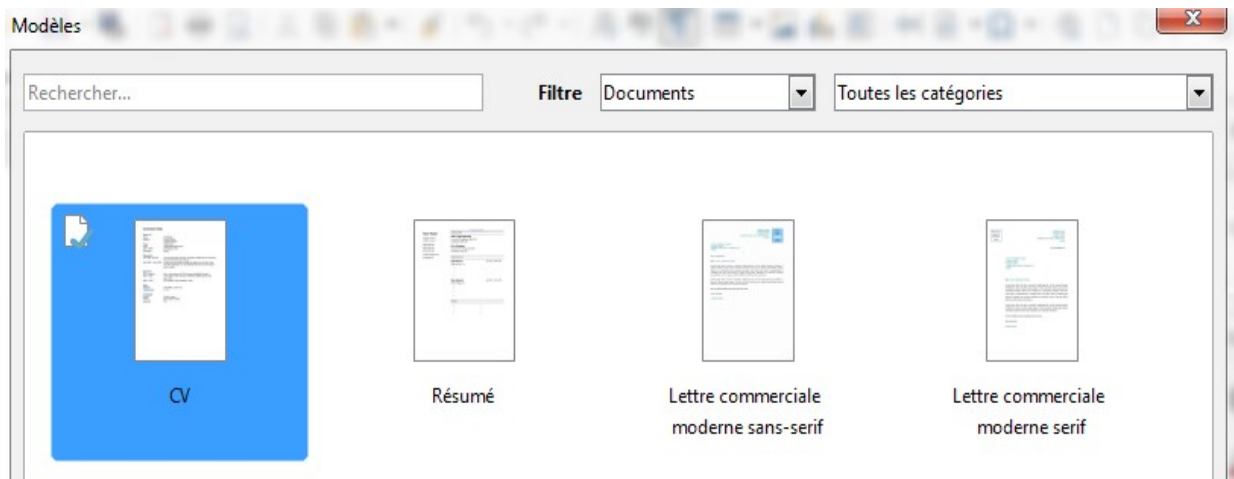 Modèles
Rechercher... Filtre Documents Toutes les catégories
CV Résumé Lettre commerciale moderne sans-serif Lettre commerciale moderne serif